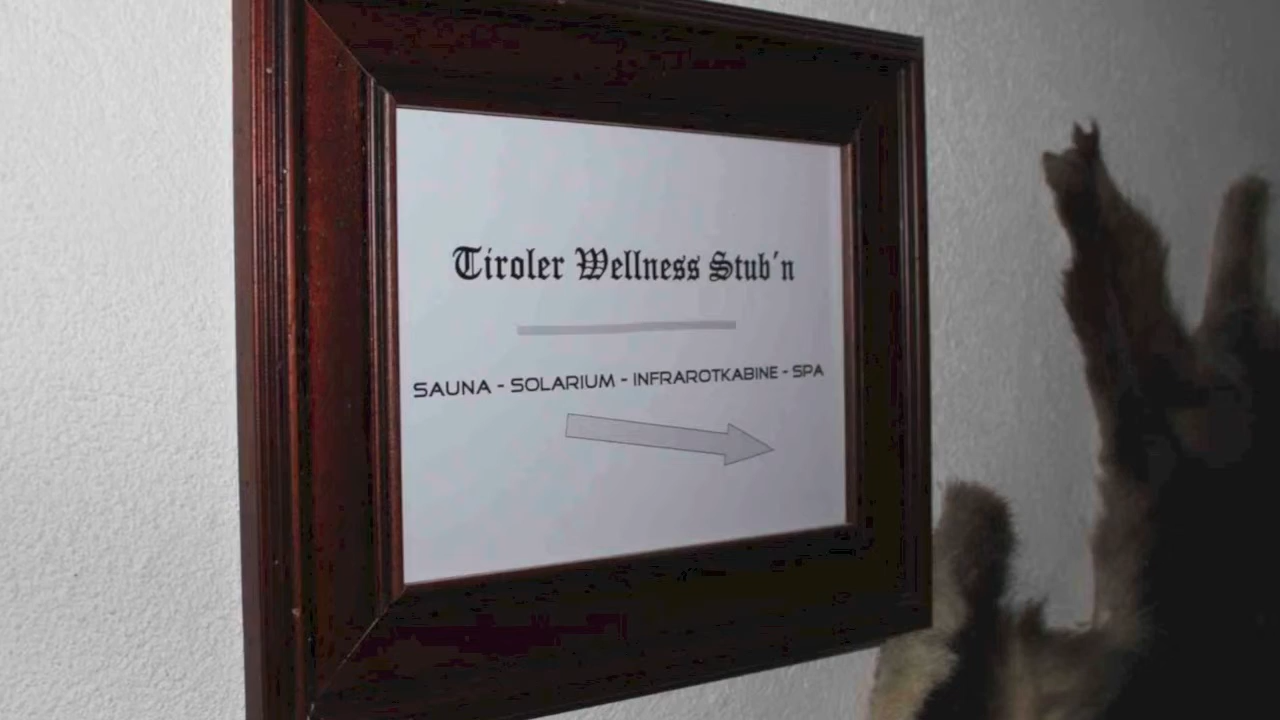 Tiroler Wellness Stub´n
SAUNA - SOLARIUM - INFRAROTKABINE - SPA